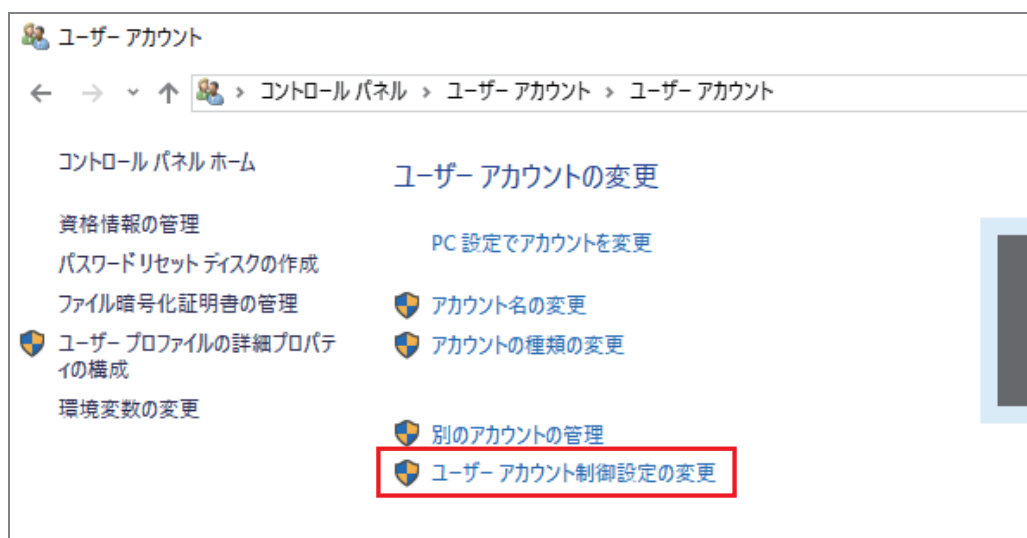 ユーザー アカウント
コントロール パネル › ユーザー アカウント › ユーザー アカウント
コントロール パネル ホーム
資格情報の管理
パスワード リセット ディスクの作成
ファイル暗号化証明書の管理
ユーザー プロファイルの詳細プロパテ
ィの構成
環境変数の変更
ユーザー アカウントの変更
PC 設定でアカウントを変更
アカウント名の変更
アカウントの種類の変更
別のアカウントの管理
ユーザー アカウント制御設定の変更